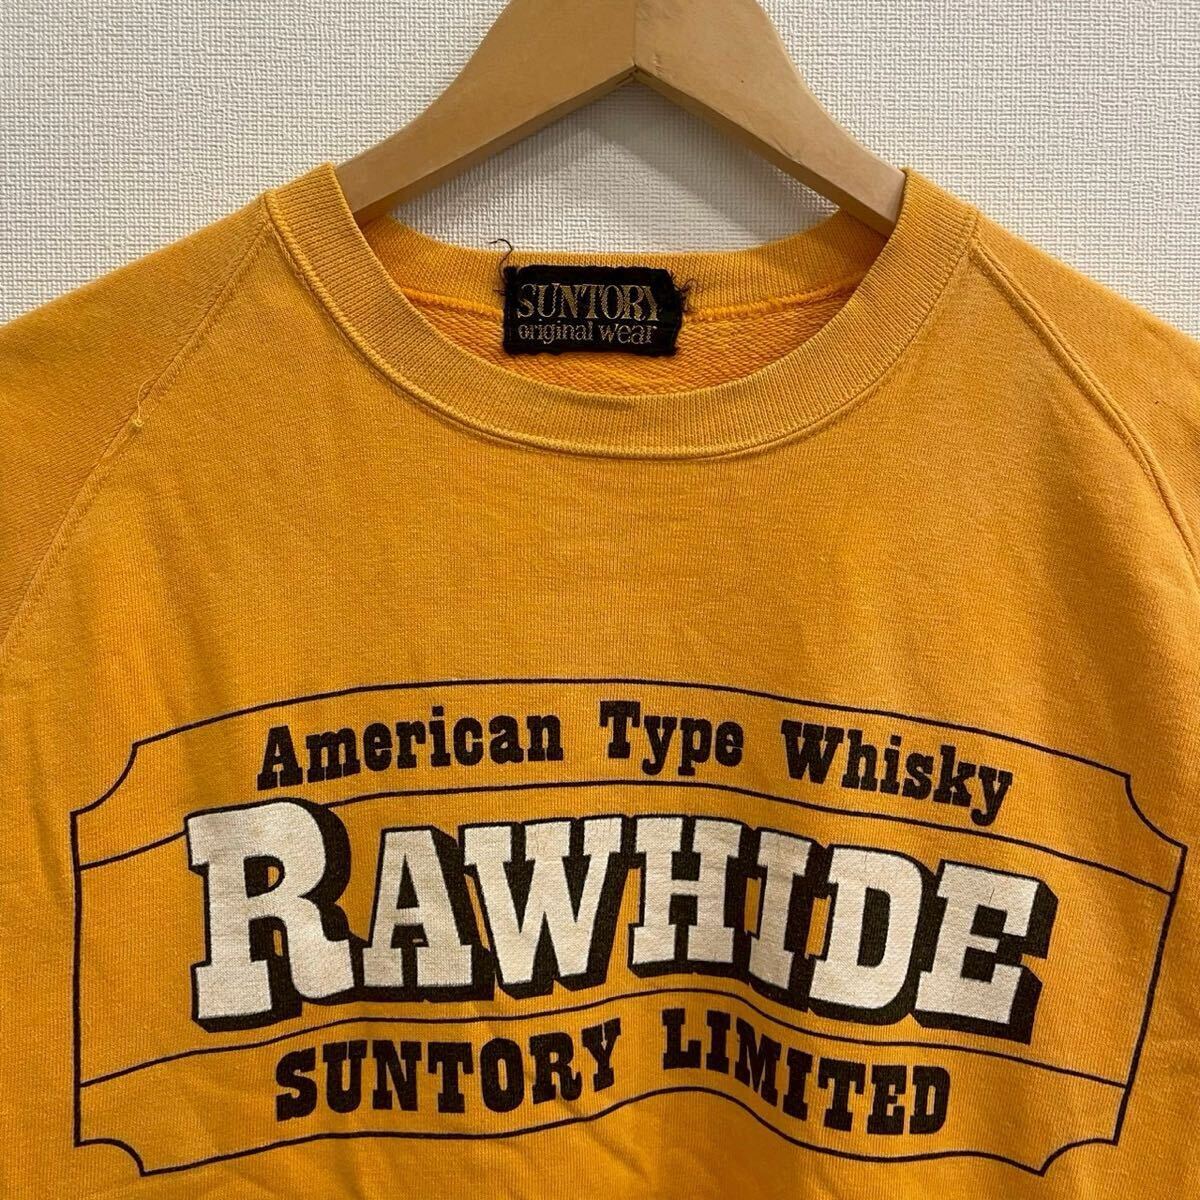 SUNTORY
original wear
American Type Whisky
RAWHIDE
SUNTORY LIMITED